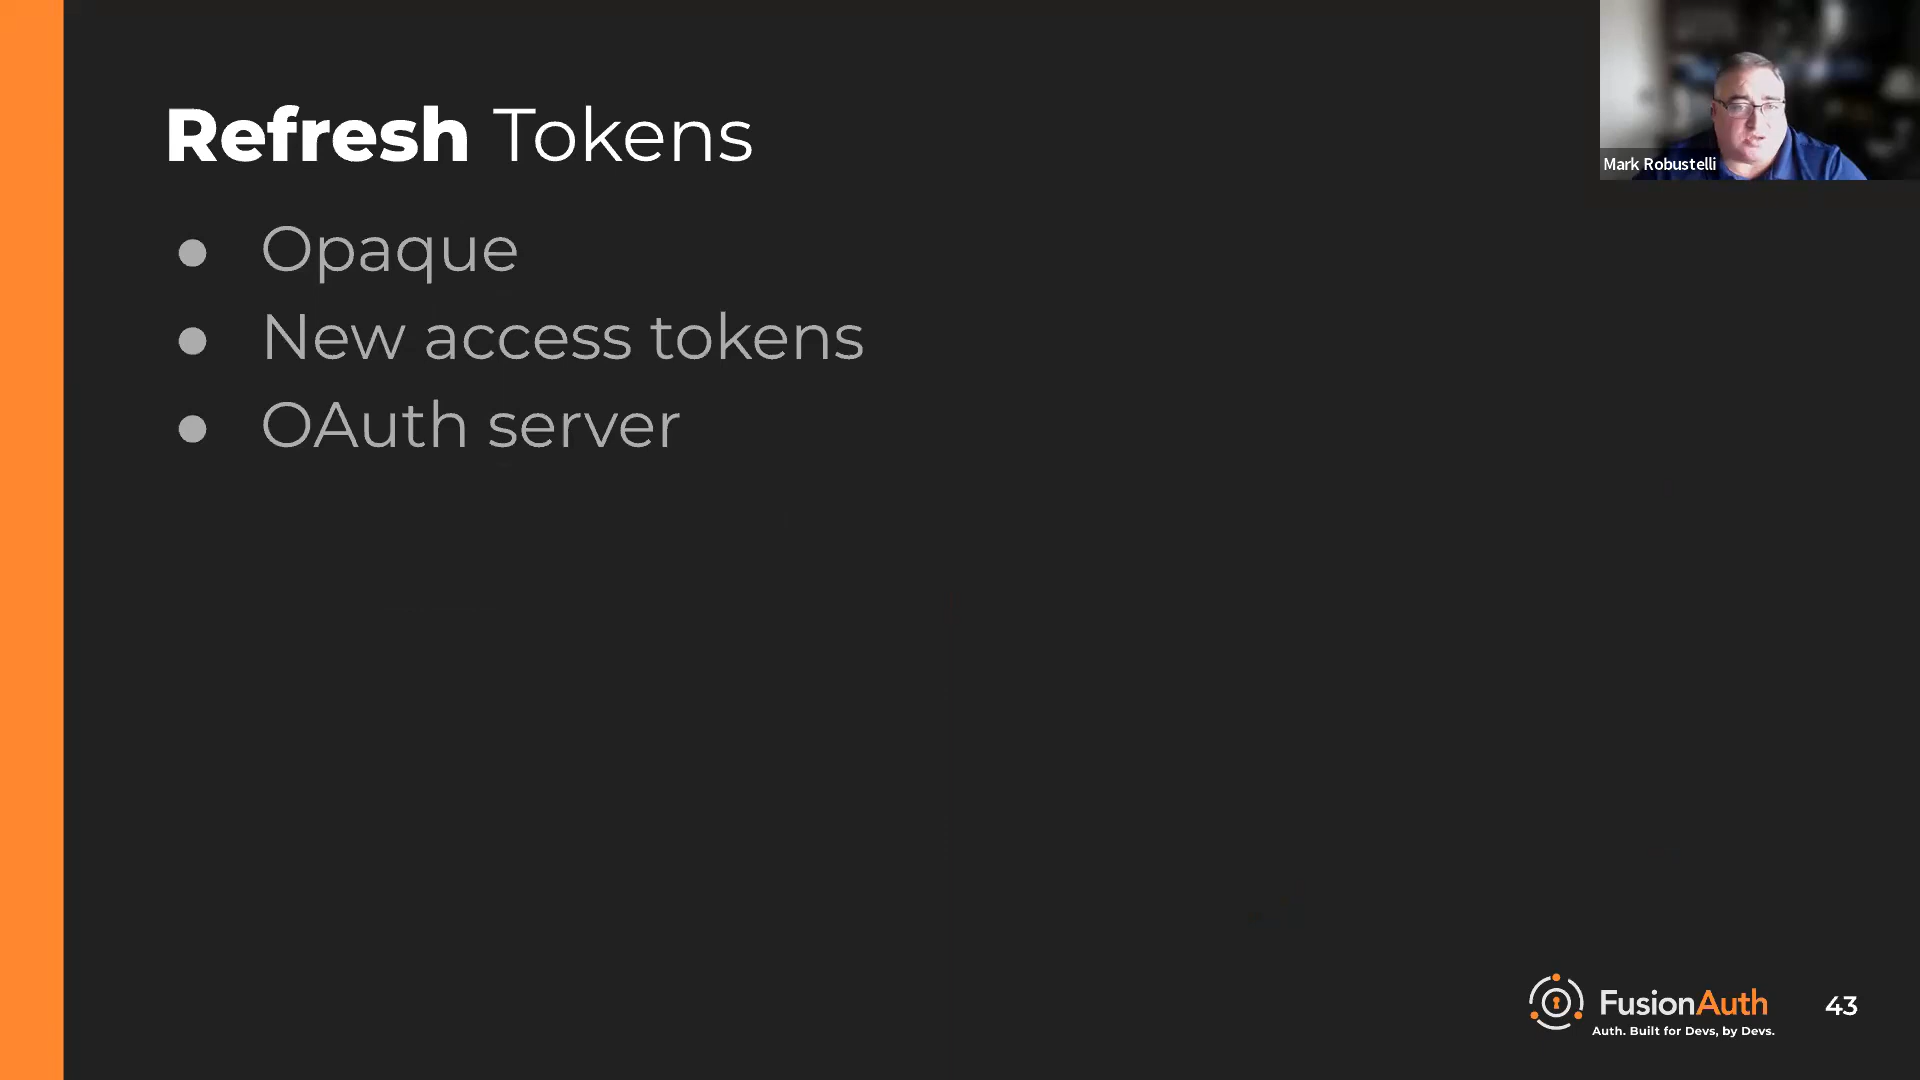 Refresh Tokens
Mark Robustelli
● Opaque
● New access tokens
● OAuth server
FusionAuth
Auth. Built for Devs, by Devs.
43